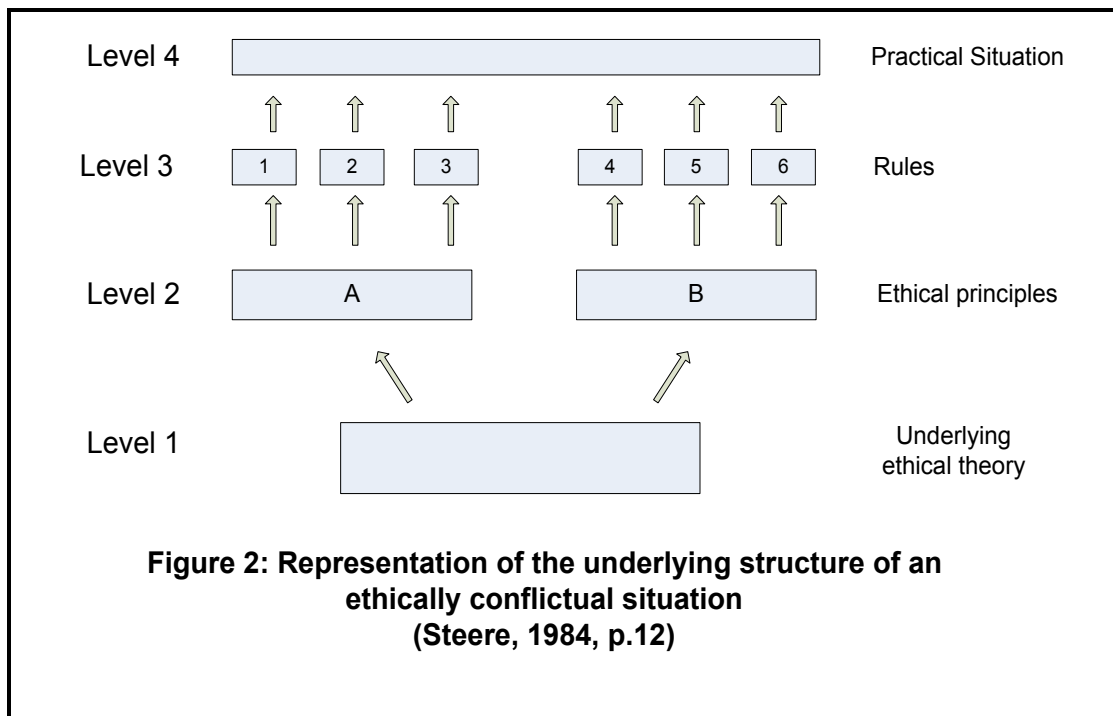 Level 4 Practical Situation
Level 3 1 2 3 4 5 6 Rules
Level 2 A B Ethical principles
Level 1 Underlying
ethical theory
Figure 2: Representation of the underlying structure of an
ethically conflictual situation
(Steere, 1984, p.12)